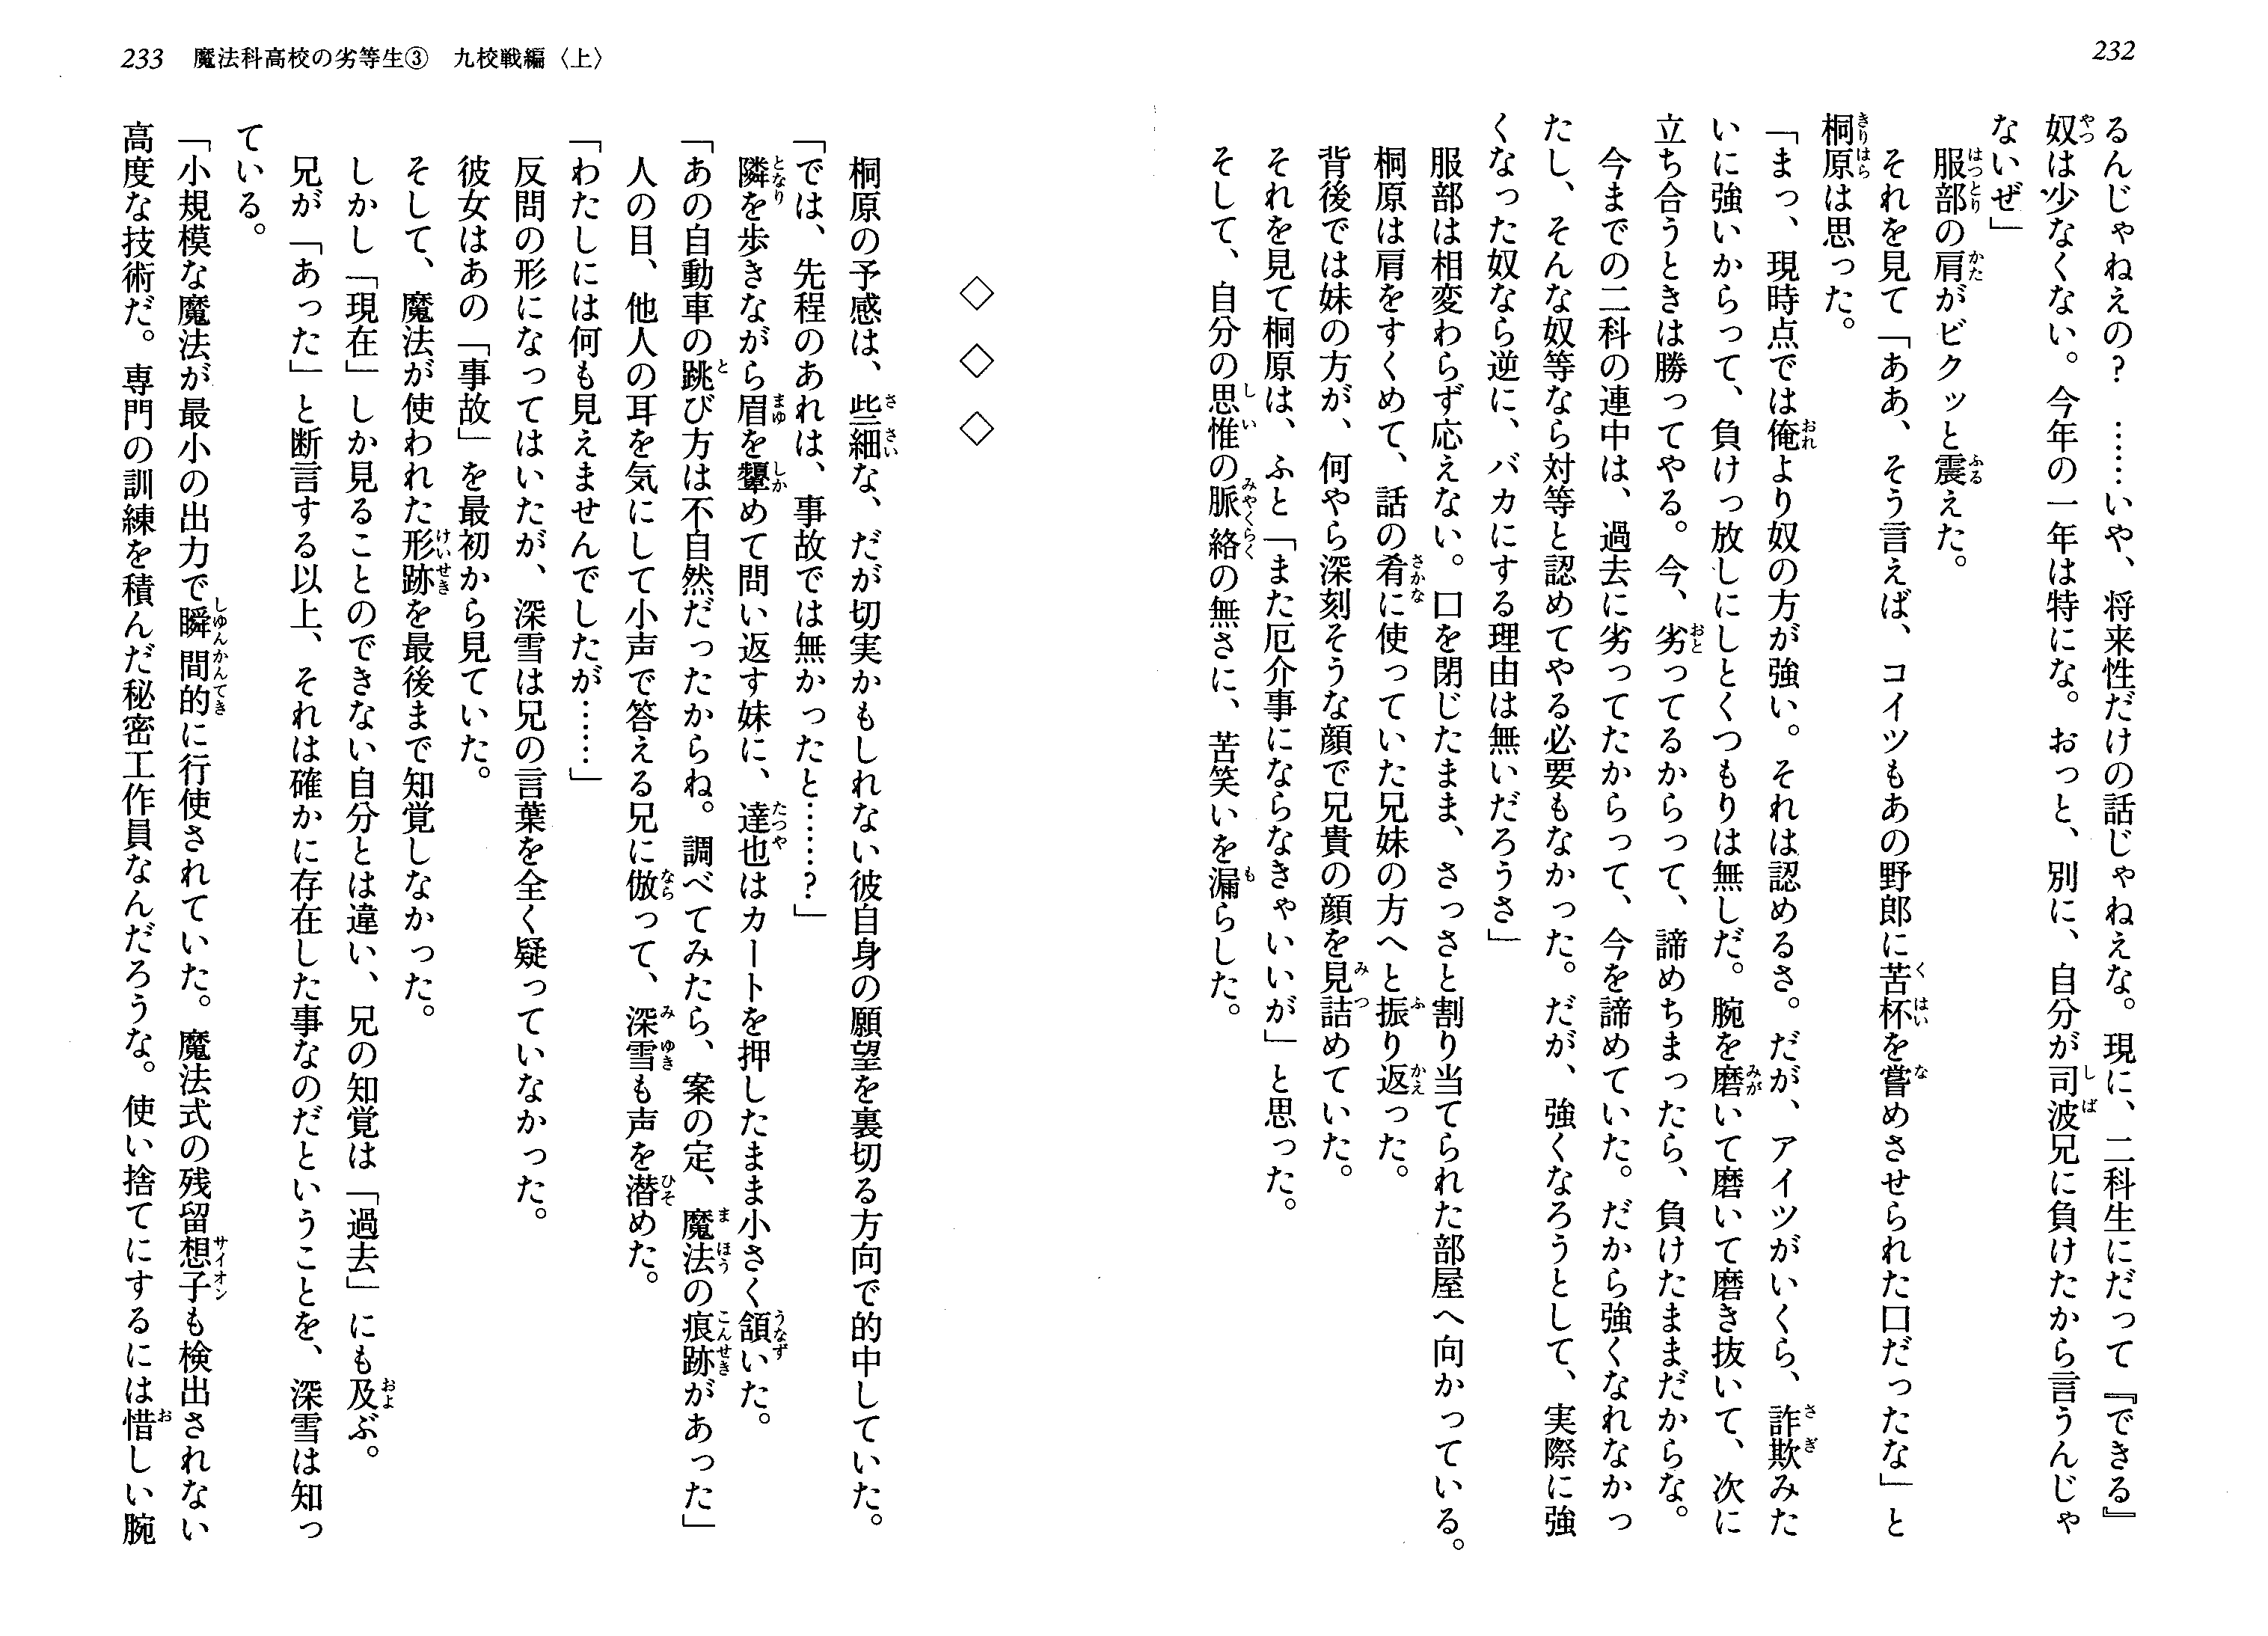 232
るんじゃねえの？　……いや、将来性だけの話じゃねえな。現に、二科生にだって『できる』
奴は少なくない。今年の一年は特にな。おっと、別に、自分が司波兄に負けたから言うんじゃ
ないぜ」
服部の肩がビクッと震えた。
それを見て「ああ、そう言えば、コイツもあの野郎に苦杯を嘗めさせられた口だったな」と
桐原は思った。
「まっ、現時点では俺より奴の方が強い。それは認めるさ。だが、アイツがいくら、詐欺みた
いに強いからって、負けっ放しにしとくつもりは無しだ。腕を磨いて磨いて磨き抜いて、次に
立ち合うときは勝ってやる。今、劣ってるからって、諦めちまったら、負けたままだからな。
今までの二科の連中は、過去に劣ってたからって、今を諦めていた。だから強くなれなかっ
たし、そんな奴等なら対等と認めてやる必要もなかった。だが、強くなろうとして、実際に強
くなった奴なら逆に、バカにする理由は無いだろうさ」
服部は相変わらず応えない。口を閉じたまま、さっさと割り当てられた部屋へ向かっている。
桐原は肩をすくめて、話の肴に使っていた兄妹の方へと振り返った。
背後では妹の方が、何やら深刻そうな顔で兄貴の顔を見詰めていた。
それを見て桐原は、ふと「また厄介事にならなきゃいいが」と思った。
そして、自分の思惟の脈絡の無さに、苦笑いを漏らした。
233　魔法科高校の劣等生③　九校戦編〈上〉
◇　◇　◇
桐原の予感は、些細な、だが切実かもしれない彼自身の願望を裏切る方向で的中していた。
「では、先程のあれは、事故では無かったと……？」
隣を歩きながら眉を顰めて問い返す妹に、達也はカートを押したまま小さく頷いた。
「あの自動車の跳び方は不自然だったからね。調べてみたら、案の定、魔法の痕跡があった」
人の目、他人の耳を気にして小声で答える兄に倣って、深雪も声を潜めた。
「わたしには何も見えませんでしたが……」
反問の形になってはいたが、深雪は兄の言葉を全く疑っていなかった。
彼女はあの「事故」を最初から見ていた。
そして、魔法が使われた形跡を最後まで知覚しなかった。
しかし「現在」しか見ることのできない自分とは違い、兄の知覚は「過去」にも及ぶ。
兄が「あった」と断言する以上、それは確かに存在した事なのだということを、深雪は知っ
ている。
「小規模な魔法が最小の出力で瞬間的に行使されていた。魔法式の残留想子も検出されない
高度な技術だ。専門の訓練を積んだ秘密工作員なんだろうな。使い捨てにするには惜しい腕